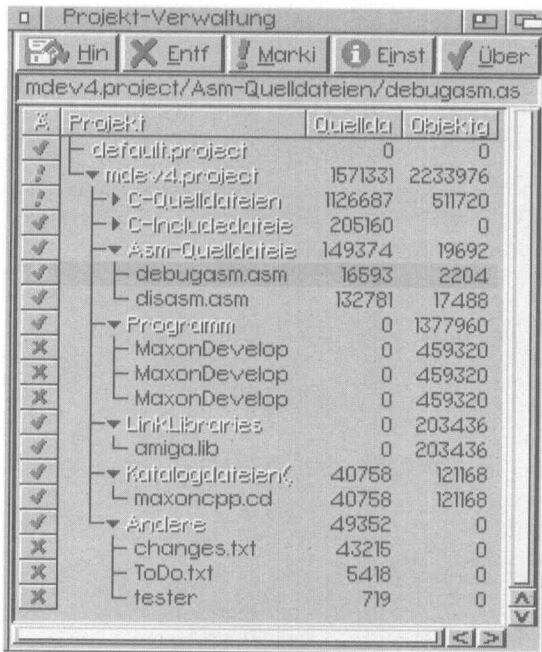 Projekt-Verwaltung
Hin Entf Marki Einst Über
mdev4.project/Asm-Quelldateien/debugasm.as
A Projekt Quellda Objektg
default.project 0 0
mdev4.project 1571331 2233976
C-Quelldateien 1126687 511720
C-Includedateie 205160 0
Asm-Quelldateie 149374 19692
debugasm.asm 16593 2204
disasm.asm 132781 17488
Programm 0 1377960
MaxonDevelop 0 459320
MaxonDevelop 0 459320
MaxonDevelop 0 459320
LinkLibraries 0 203436
amiga.lib 0 203436
Katalogdateien( 40758 121168
maxoncpp.cd 40758 121168
Andere 49352 0
changes.txt 43215 0
ToDo.txt 5418 0
tester 719 0